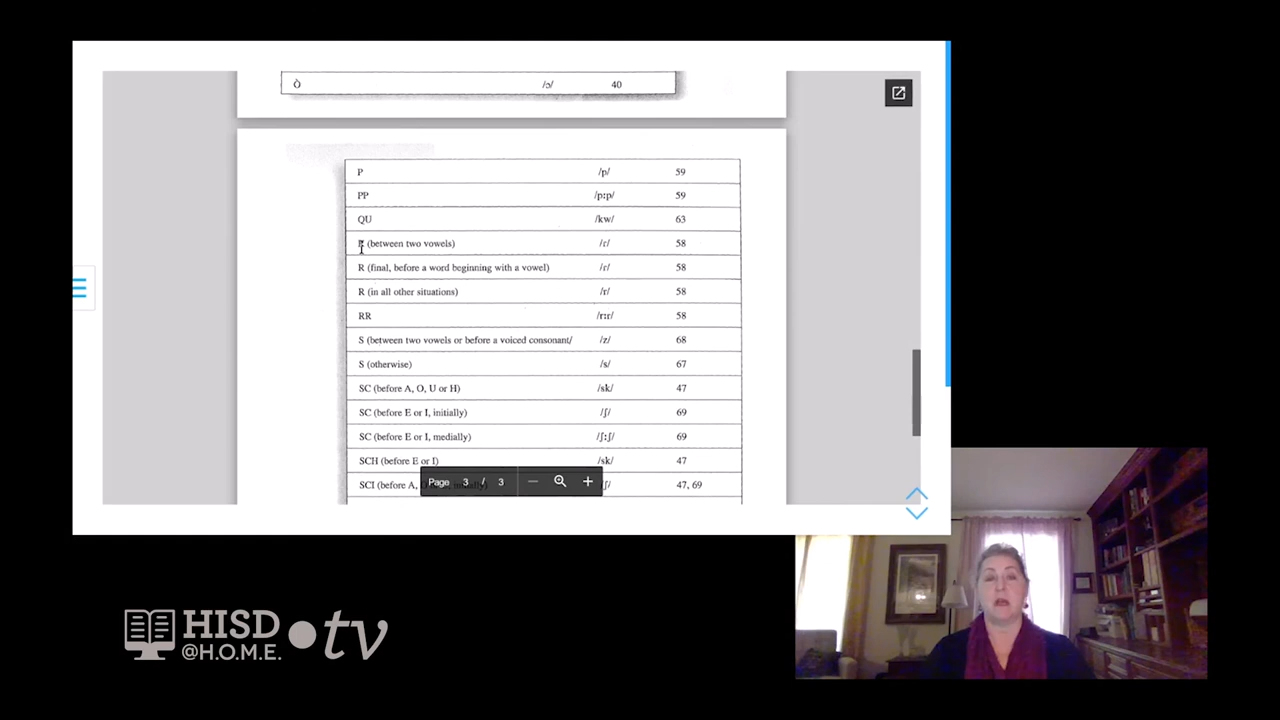 Ò /ɔ/ 40
P /p/ 59
PP /pːp/ 59
QU /kw/ 63
R (between two vowels) /ɾ/ 58
R (final, before a word beginning with a vowel) /r/ 58
R (in all other situations) /r/ 58
RR /rːr/ 58
S (between two vowels or before a voiced consonant/ /z/ 68
S (otherwise) /s/ 67
SC (before A, O, U or H) /sk/ 47
SC (before E or I, initially) /ʃ/ 69
SC (before E or I, medially) /ʃːʃ/ 69
SCH (before E or I) /sk/ 47
SCI (before A, /ʃ/ 47, 69
Page 3 / 3
HISD
@H.O.M.E.
tv